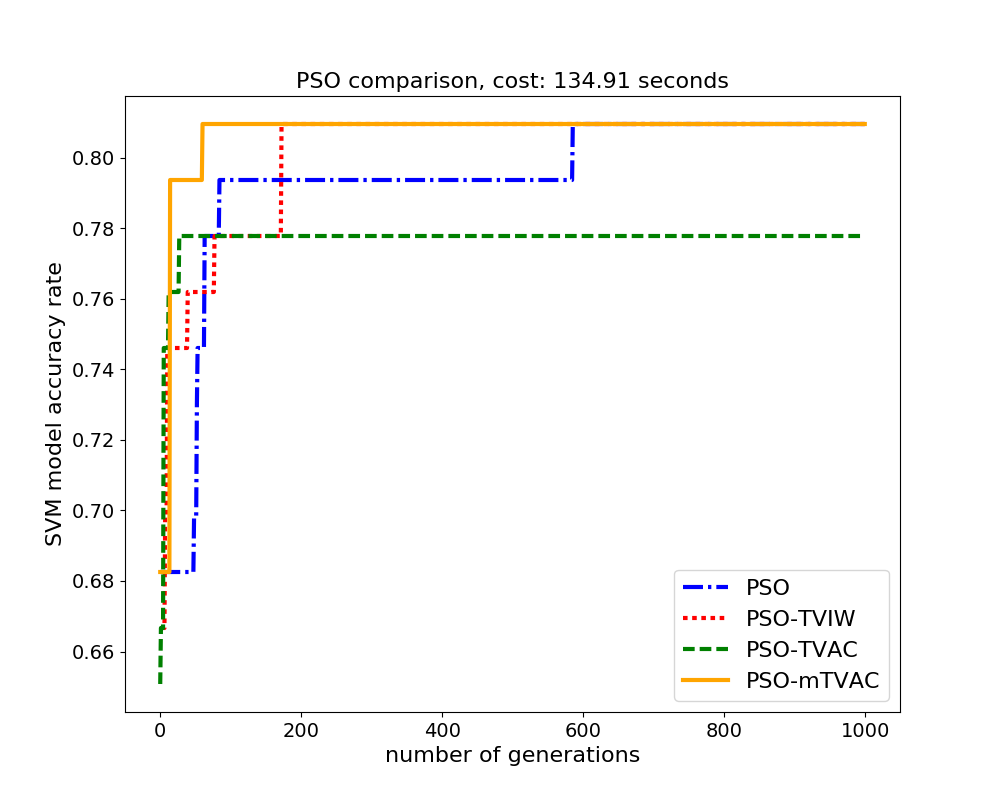 PSO comparison, cost: 134.91 seconds
SVM model accuracy rate
0.80
0.78
0.76
0.74
0.72
0.70
0.68
0.66
0 200 400 600 800 1000
number of generations
PSO
PSO-TVIW
PSO-TVAC
PSO-mTVAC